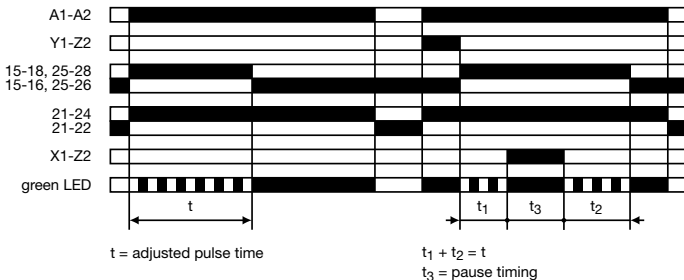 A1-A2
Y1-Z2
15-18, 25-28
15-16, 25-26
21-24
21-22
X1-Z2
green LED
t
t1
t3
t2
t = adjusted pulse time
t1 + t2 = t
t3 = pause timing